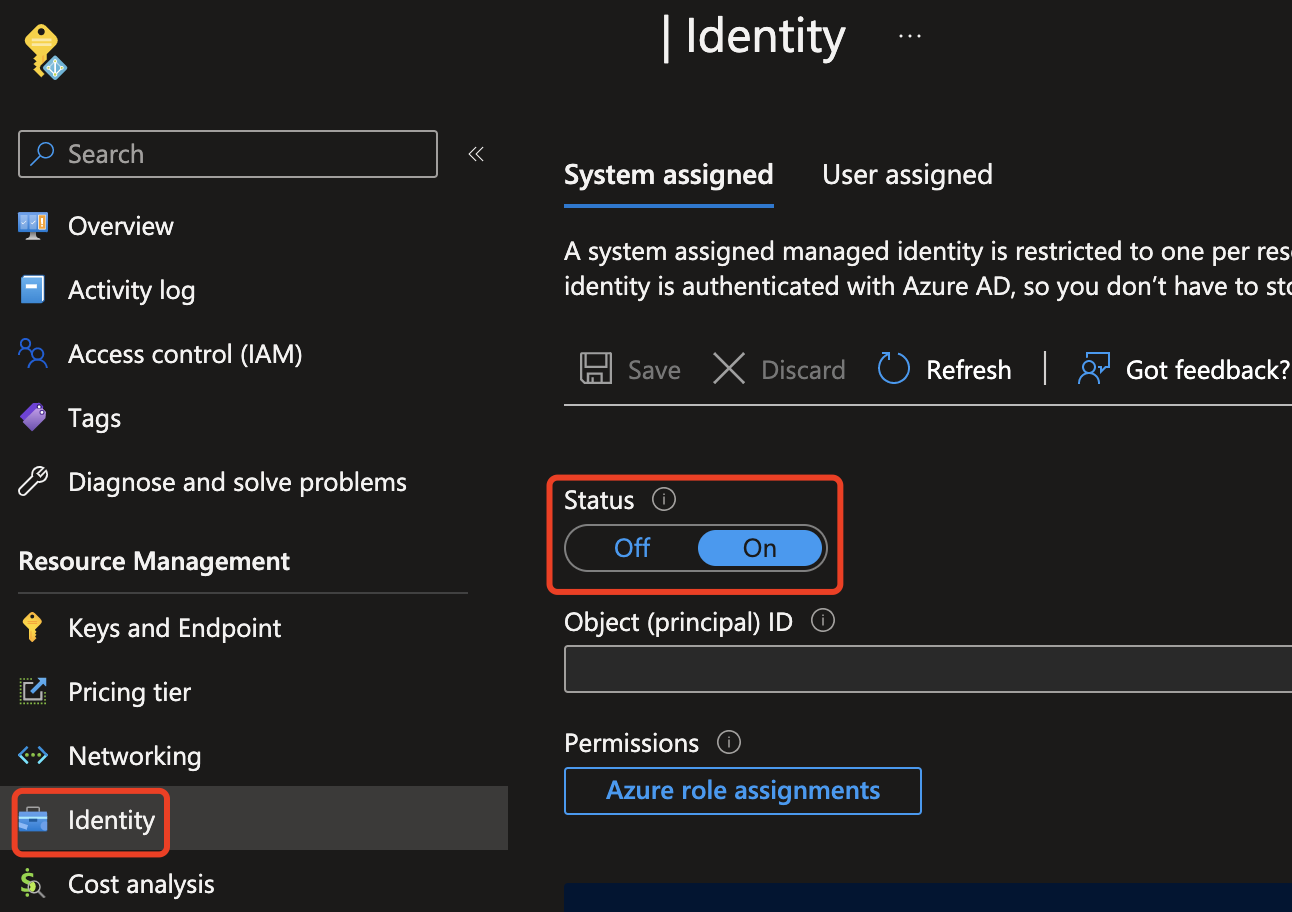 | Identity ...
Search
Overview
Activity log
Access control (IAM)
Tags
Diagnose and solve problems
Resource Management
Keys and Endpoint
Pricing tier
Networking
Identity
Cost analysis
System assigned User assigned
A system assigned managed identity is restricted to one per res
identity is authenticated with Azure AD, so you don’t have to sto
Save Discard Refresh | Got feedback?
Status
Off On
Object (principal) ID
Permissions
Azure role assignments